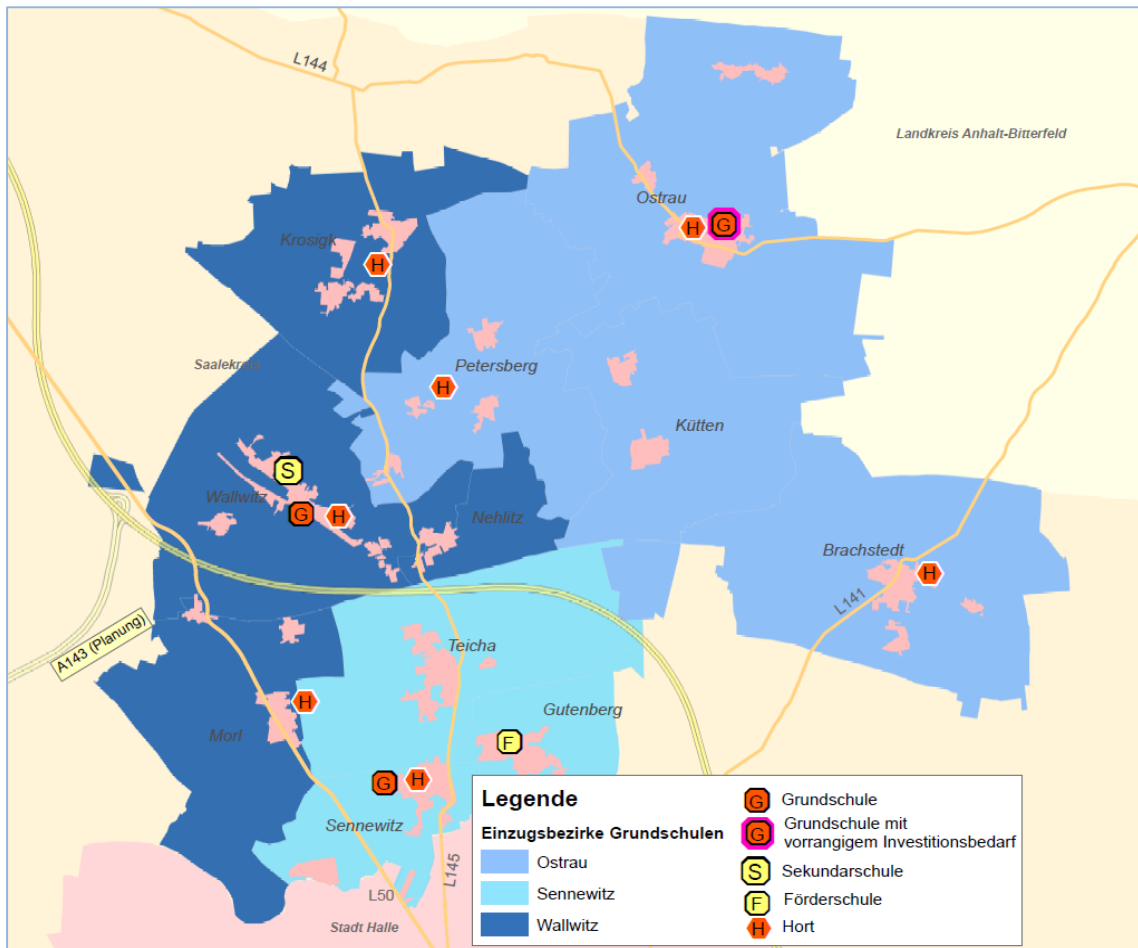 L144
Landkreis Anhalt-Bitterfeld
Ostrau
H
G
Krosigk
H
Saalekreis
Petersberg
H
Kütten
S
Wallwitz
G
H
Nehlitz
Brachstedt
H
L141
A143 (Planung)
Teicha
H
Gutenberg
Morl
F
G
H
Sennewitz
L145
L50
Stadt Halle
Legende
Einzugsbezirke Grundschulen
Ostrau
Sennewitz
Wallwitz
G Grundschule
G Grundschule mit
vorrangigem Investitionsbedarf
S Sekundarschule
F Förderschule
H Hort